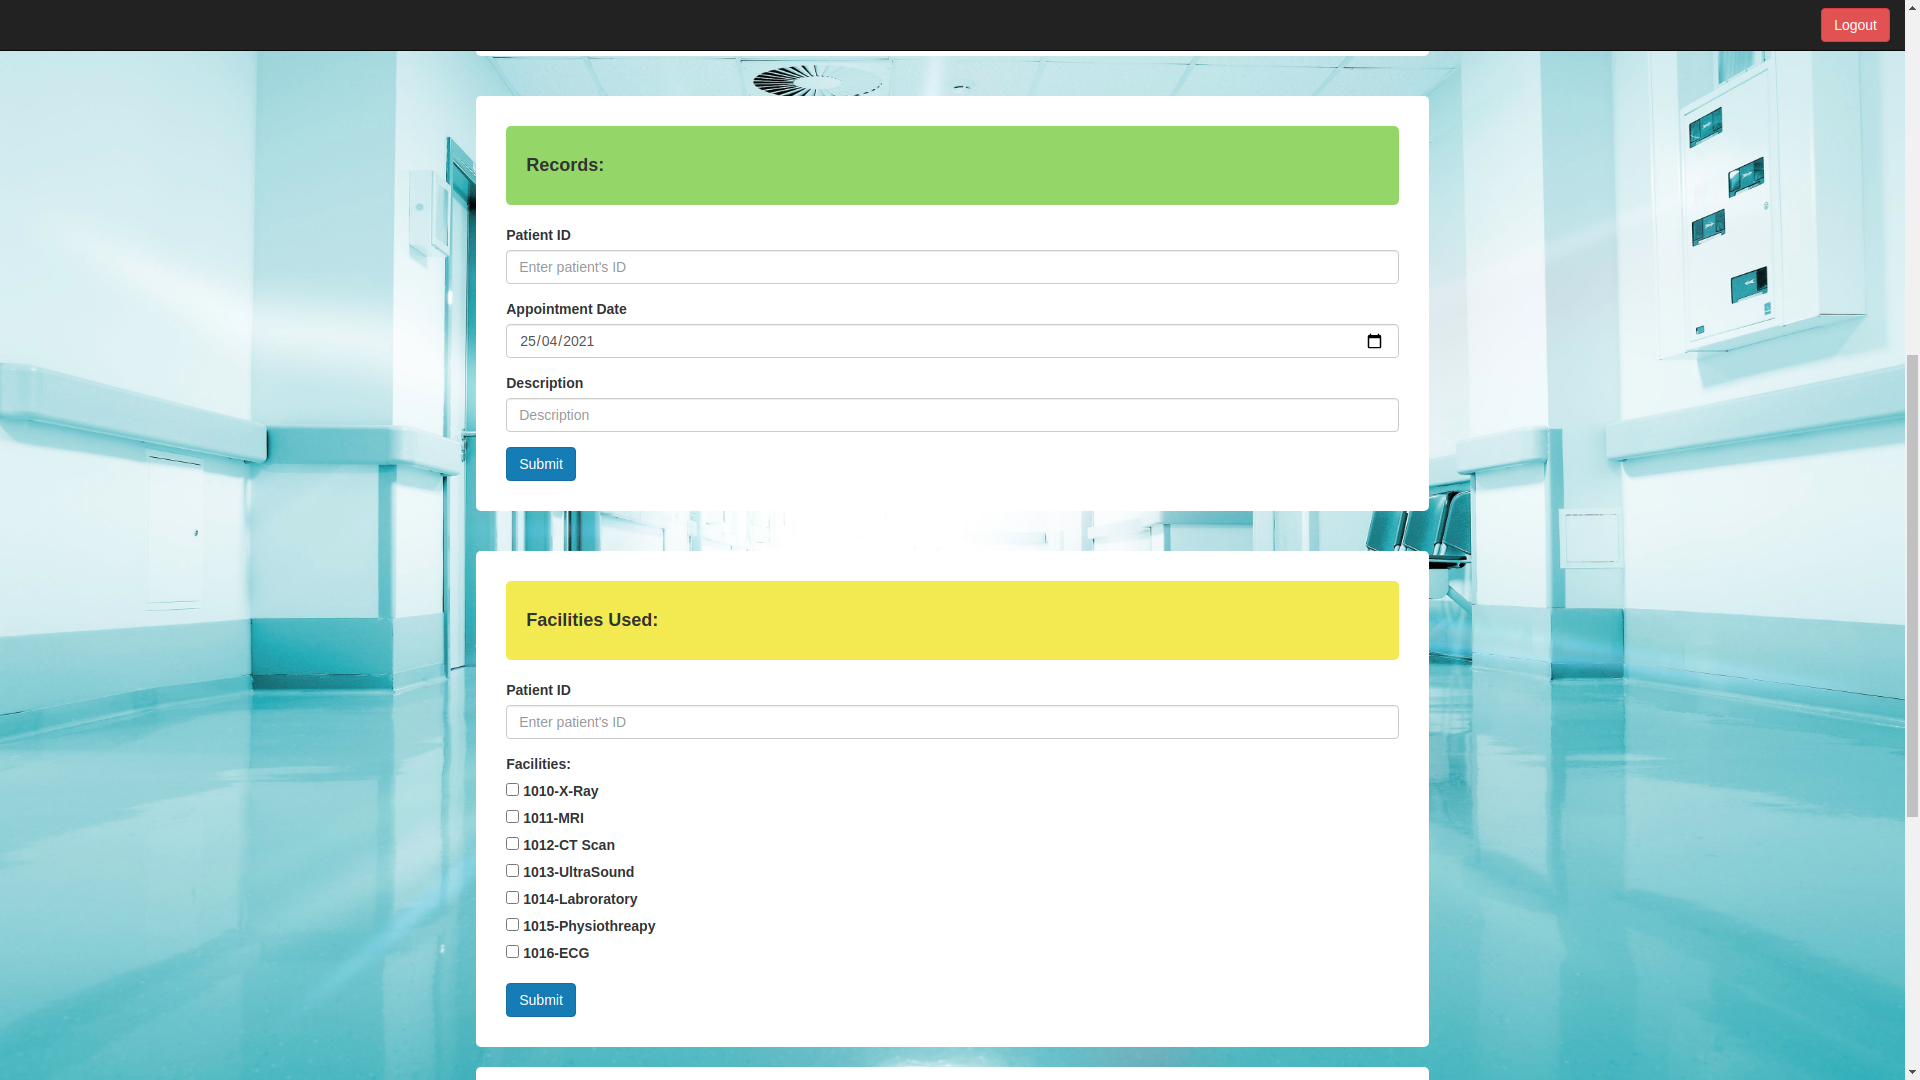 Logout
Records:
Patient ID
Enter patient's ID
Appointment Date
25/04/2021
Description
Description
Submit
Facilities Used:
Patient ID
Enter patient's ID
Facilities:
1010-X-Ray
1011-MRI
1012-CT Scan
1013-UltraSound
1014-Labroratory
1015-Physiothreapy
1016-ECG
Submit